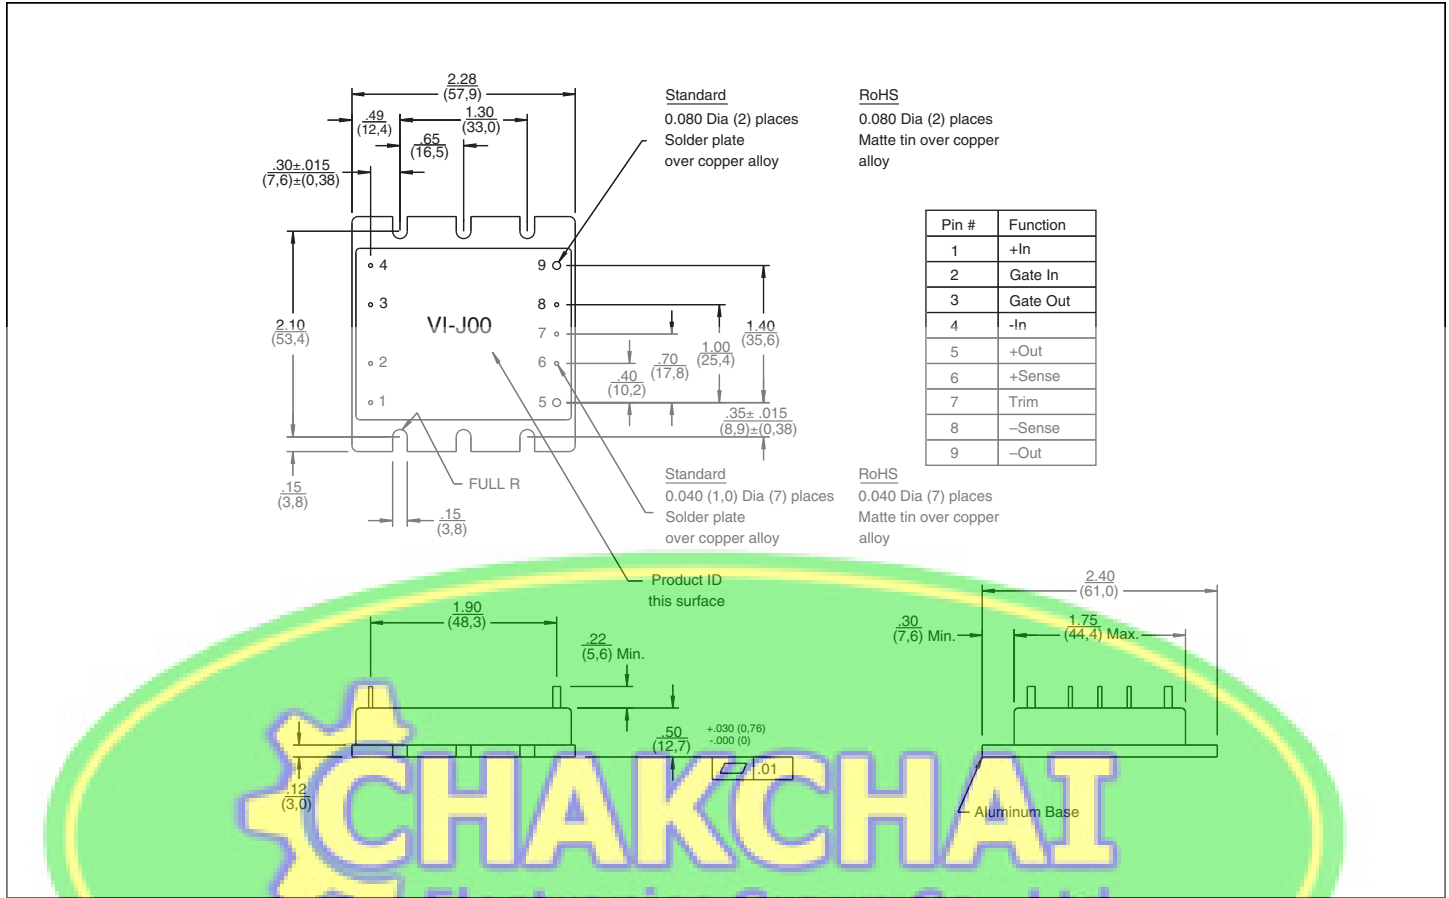 2.28
(57,9)
.49
(12,4)
1.30
(33,0)
.65
(16,5)
.30±.015
(7,6)±(0,38)
Standard
0.080 Dia (2) places
Solder plate
over copper alloy
RoHS
0.080 Dia (2) places
Matte tin over copper
alloy
4
3
2
1
9
8
7
6
5
VI-J00
2.10
(53,4)
1.40
(35,6)
1.00
(25,4)
.70
(17,8)
.40
(10,2)
.35± .015
(8,9)±(0,38)
Pin # Function
1 +In
2 Gate In
3 Gate Out
4 -In
5 +Out
6 +Sense
7 Trim
8 –Sense
9 –Out
.15
(3,8)
FULL R
.15
(3,8)
Standard
0.040 (1,0) Dia (7) places
Solder plate
over copper alloy
RoHS
0.040 Dia (7) places
Matte tin over copper
alloy
Product ID
this surface
1.90
(48,3)
.22
(5,6) Min.
2.40
(61,0)
.30
(7,6) Min.
1.75
(44,4) Max.
.50
(12,7)
+.030 (0,76)
-.000 (0)
.01
.12
(3,0)
Aluminum Base
CHAKCHAI